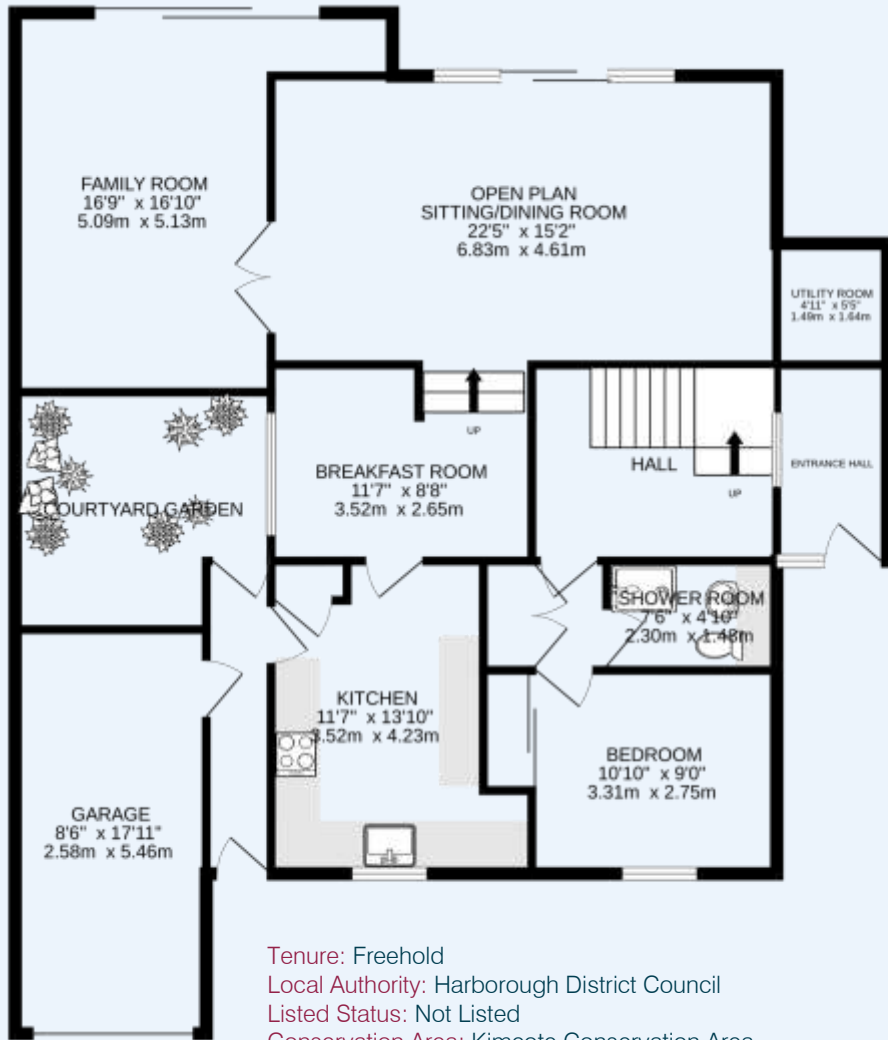 FAMILY ROOM
16'9" x 16'10"
5.09m x 5.13m
OPEN PLAN
SITTING/DINING ROOM
22'5" x 15'2"
6.83m x 4.61m
UTILITY ROOM
4'11" x 5'5"
1.49m x 1.64m
UP
BREAKFAST ROOM
11'7" x 8'8"
3.52m x 2.65m
HALL
UP
ENTRANCE HALL
COURTYARD GARDEN
SHOWER ROOM
7'6" x 4'10"
2.30m x 1.48m
KITCHEN
11'7" x 13'10"
3.52m x 4.23m
BEDROOM
10'10" x 9'0"
3.31m x 2.75m
GARAGE
8'6" x 17'11"
2.58m x 5.46m
Tenure: Freehold
Local Authority: Harborough District Council
Listed Status: Not Listed
Conservation Area: Kimcote Conservation Area